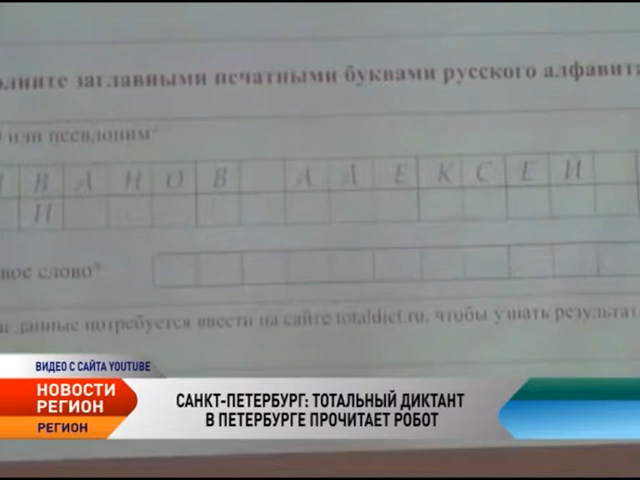 олните заглавными печатными буквами русского алфавита
или псевдоним*
И В А Н О В А Л Е К С Е Й
И
вое слово*
данные потребуется ввести на сайте totaldict.ru, чтобы узнать результат
ВИДЕО С САЙТА YOUTUBE
НОВОСТИ
РЕГИОН
РЕГИОН
САНКТ-ПЕТЕРБУРГ: ТОТАЛЬНЫЙ ДИКТАНТ
В ПЕТЕРБУРГЕ ПРОЧИТАЕТ РОБОТ